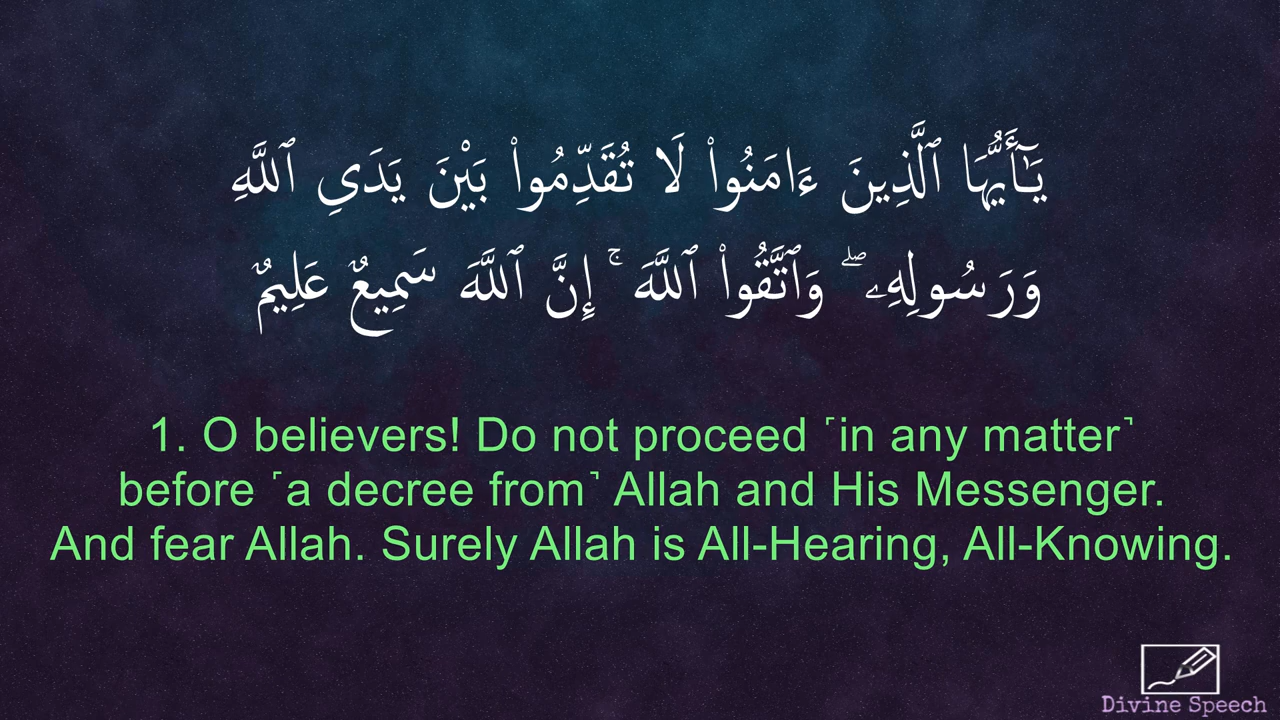 يَـٰٓأَيُّهَا ٱلَّذِينَ ءَامَنُوا۟ لَا تُقَدِّمُوا۟ بَيْنَ يَدَىِ ٱللَّهِ
وَرَسُولِهِۦ ۖ وَٱتَّقُوا۟ ٱللَّهَ ۚ إِنَّ ٱللَّهَ سَمِيعٌ عَلِيمٌ
1. O believers! Do not proceed ˹in any matter˺
before ˹a decree from˺ Allah and His Messenger.
And fear Allah. Surely Allah is All-Hearing, All-Knowing.
Divine Speech